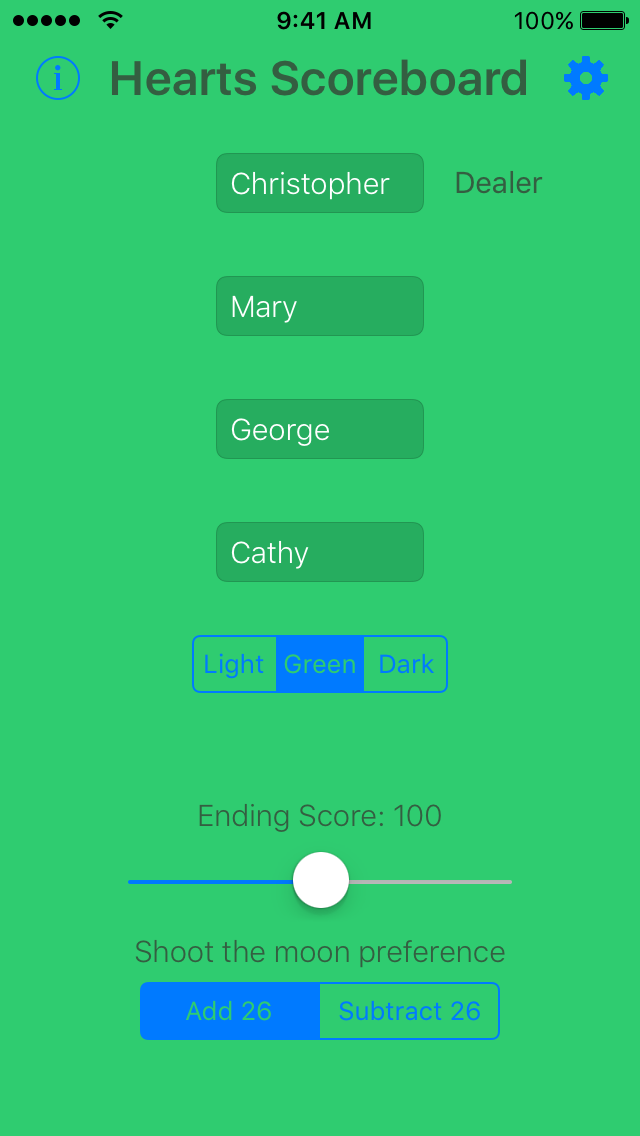 9:41 AM 100%
i Hearts Scoreboard
Christopher Dealer
Mary
George
Cathy
Light Green Dark
Ending Score: 100
Shoot the moon preference
Add 26 Subtract 26